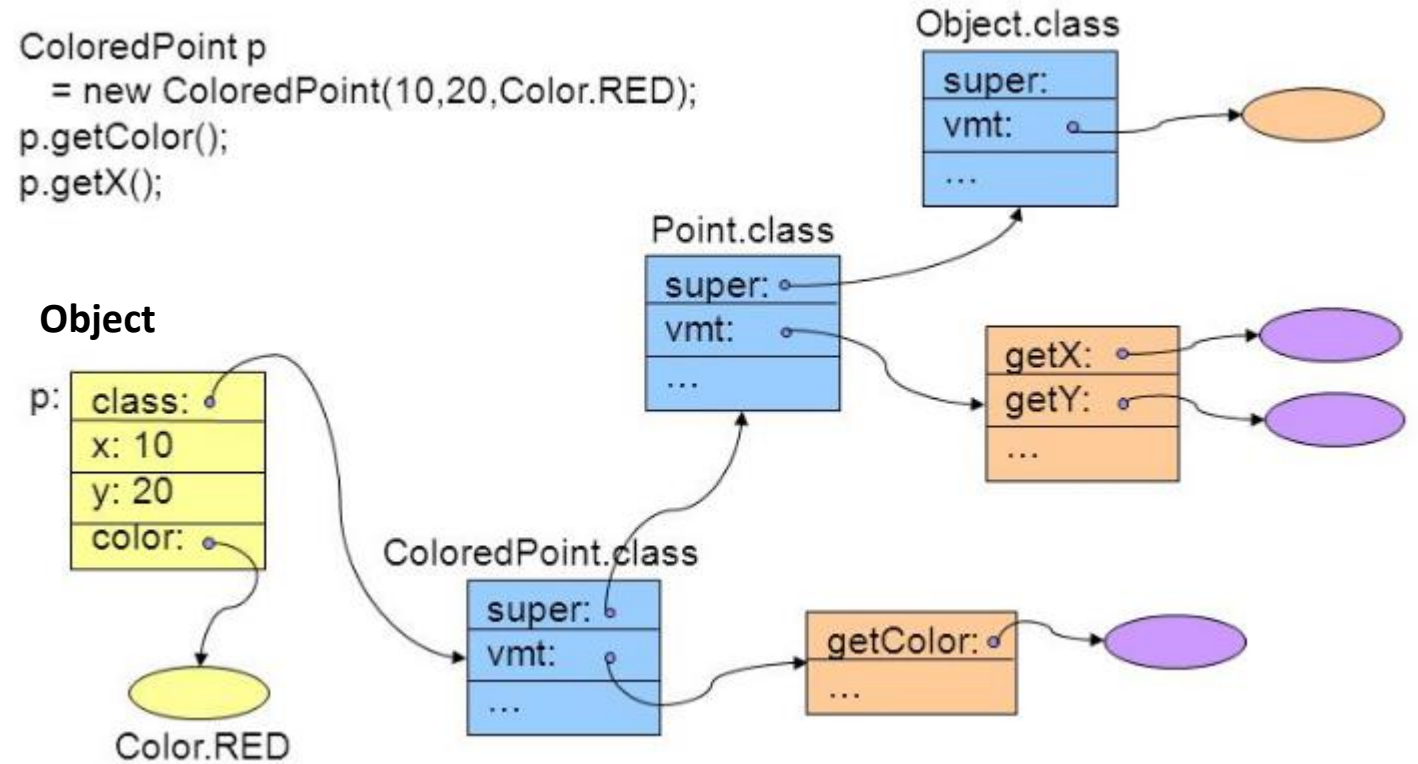 ColoredPoint p
= new ColoredPoint(10,20,Color.RED);
p.getColor();
p.getX();
Object.class
super:
vmt:
...
Point.class
super:
vmt:
...
getX:
getY:
...
Object
p:
class:
x: 10
y: 20
color:
Color.RED
ColoredPoint.class
super:
vmt:
...
getColor:
...